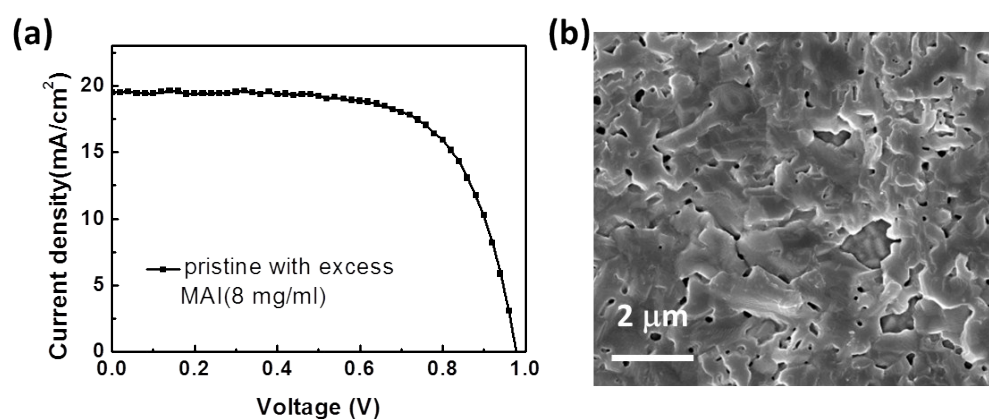 (a)
Current density(mA/cm²)
20
15
10
5
0
pristine with excess
MAI(8 mg/ml)
0.0 0.2 0.4 0.6 0.8 1.0
Voltage (V)
(b)
2 μm